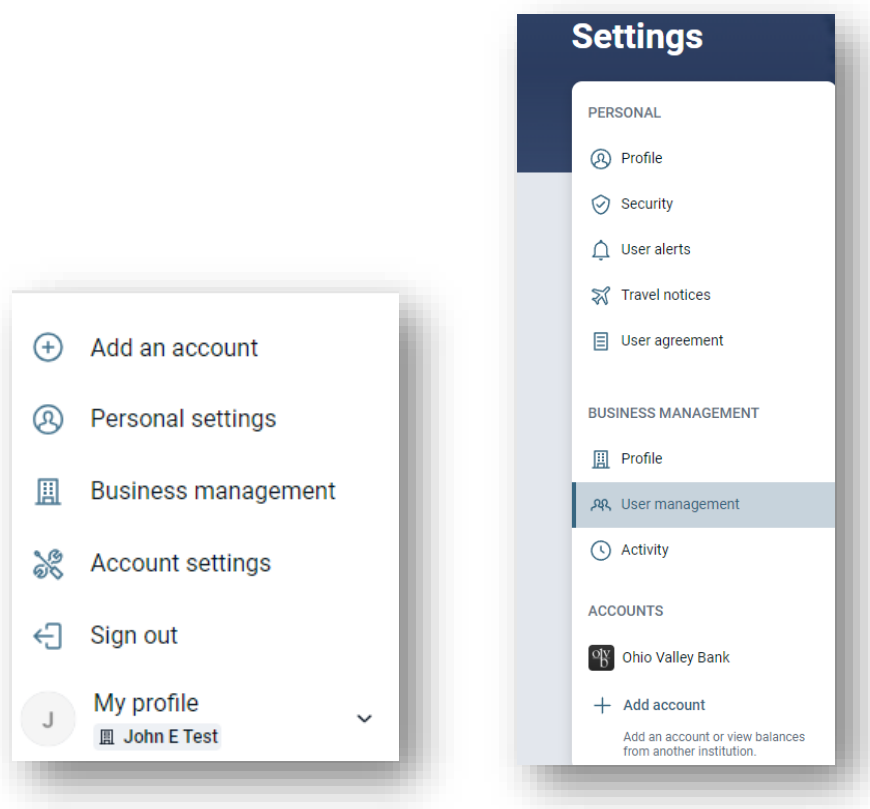 Add an account
Personal settings
Business management
Account settings
Sign out
J
My profile
John E Test
Settings
PERSONAL
Profile
Security
User alerts
Travel notices
User agreement
BUSINESS MANAGEMENT
Profile
User management
Activity
ACCOUNTS
Ohio Valley Bank
Add account
Add an account or view balances
from another institution.